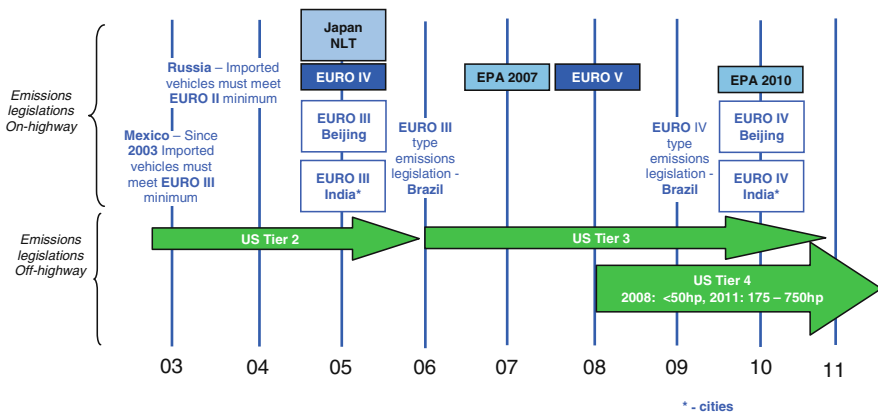 Emissions
legislations
On-highway
Russia – Imported
vehicles must meet
EURO II minimum
Mexico – Since
2003 Imported
vehicles must
meet EURO III
minimum
Japan
NLT
EURO IV
EURO III
Beijing
EURO III
India*
EURO III
type
emissions
legislation -
Brazil
EPA 2007
EURO V
EURO IV
type
emissions
legislation -
Brazil
EPA 2010
EURO IV
Beijing
EURO IV
India*
Emissions
legislations
Off-highway
US Tier 2
US Tier 3
US Tier 4
2008: <50hp, 2011: 175 – 750hp
03 04 05 06 07 08 09 10 11
* - cities